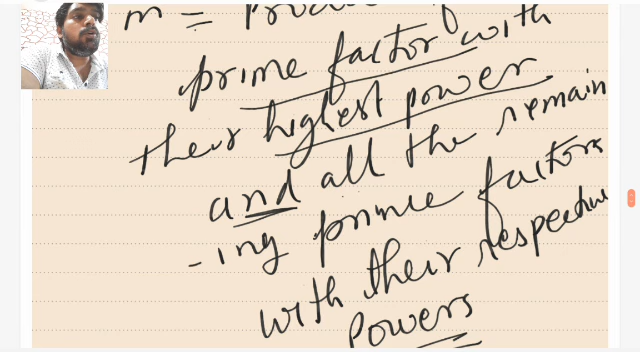 m = Product of
prime factor with
their highest power
and all the remain
-ing prime factors
with their respective
Powers